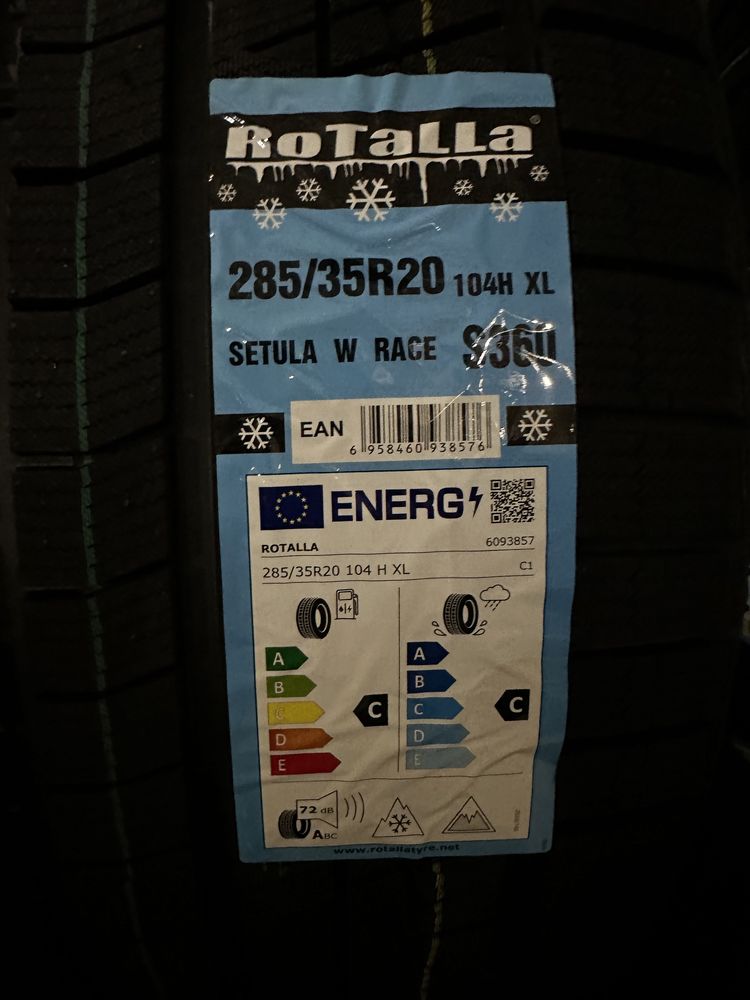 RoTaLLa®
285/35R20 104H XL
SETULA W RACE S360
EAN
6 958460 938576
ENERG
ROTALLA
6093857
285/35R20 104 H XL
C1
A
B
C
D
E
C
A
B
C
D
E
C
72 dB
ABC
www.rotallatyre.net